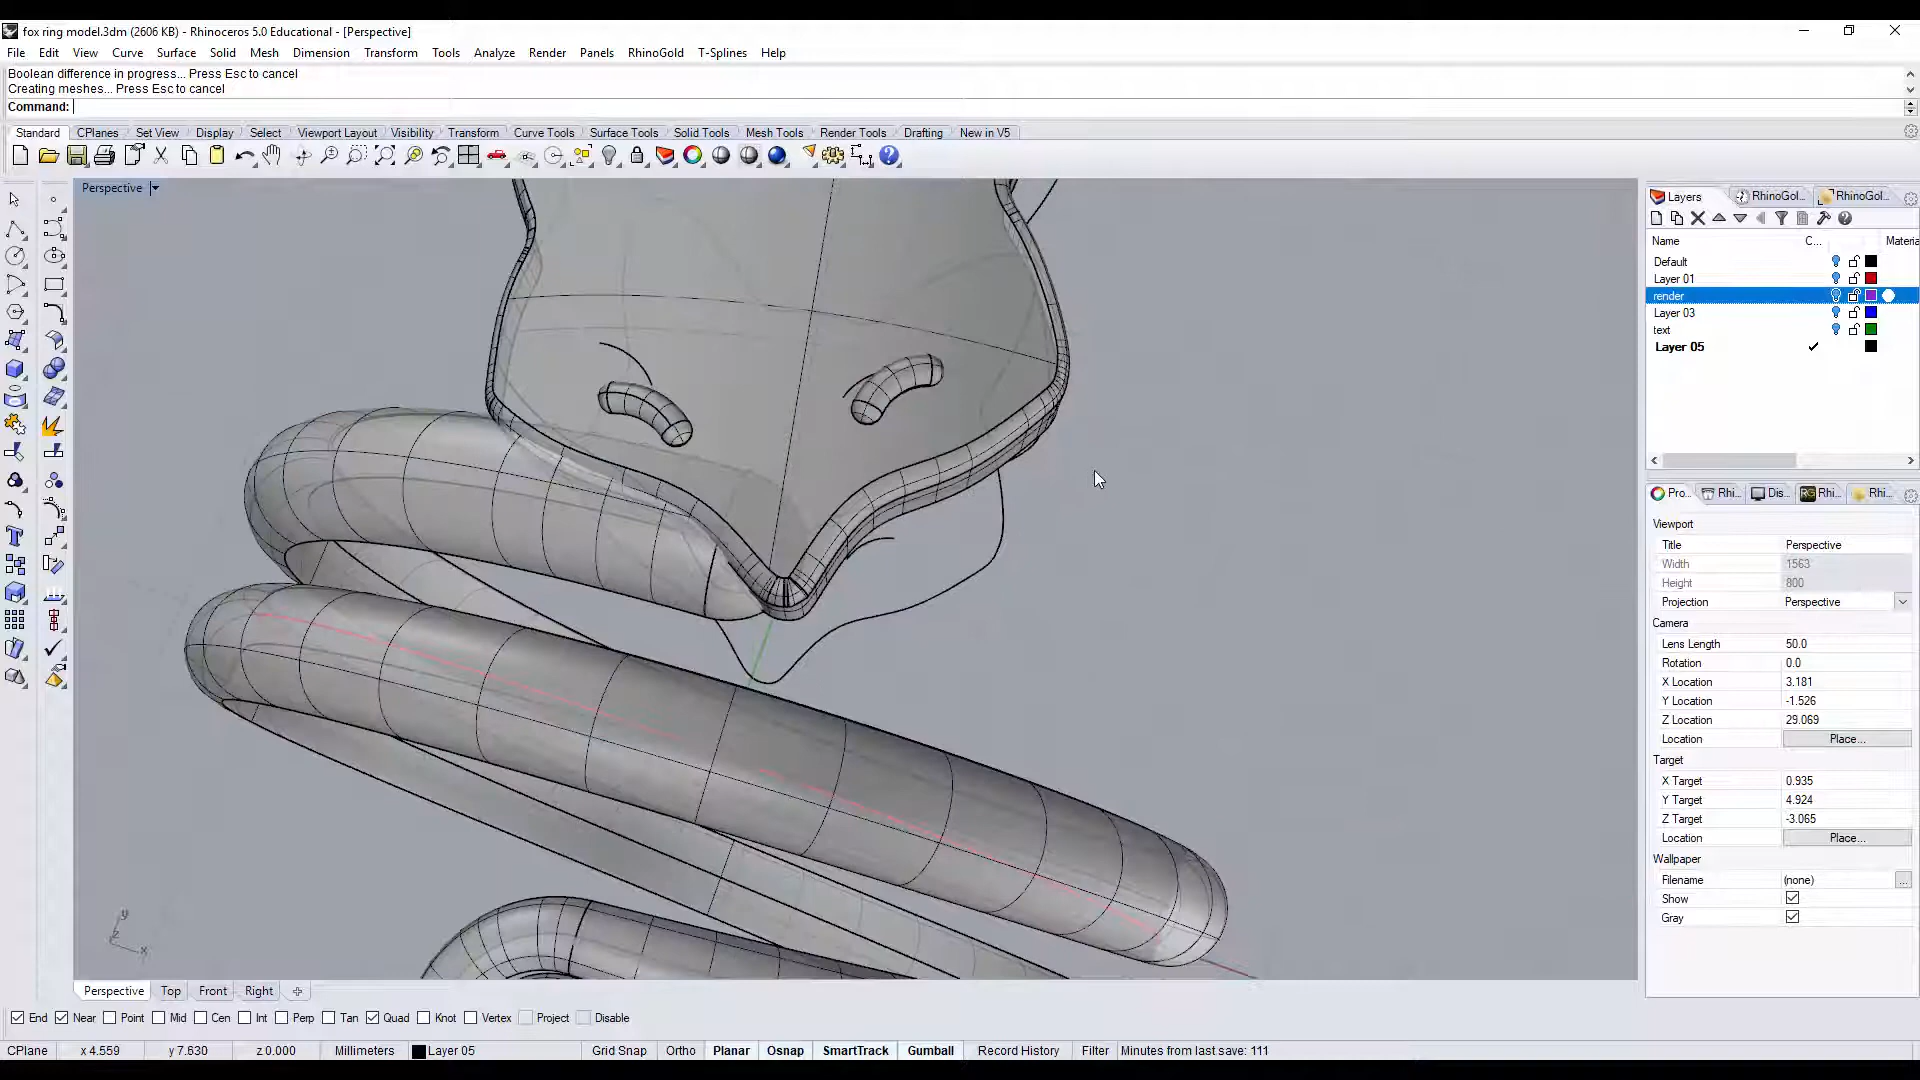 fox ring model.3dm (2606 KB) - Rhinoceros 5.0 Educational - [Perspective]
File Edit View Curve Surface Solid Mesh Dimension Transform Tools Analyze Render Panels RhinoGold T-Splines Help
Boolean difference in progress... Press Esc to cancel
Creating meshes... Press Esc to cancel
Command:
Standard CPlanes Set View Display Select Viewport Layout Visibility Transform Curve Tools Surface Tools Solid Tools Mesh Tools Render Tools Drafting New in V5
Perspective
Layers RhinoGol... RhinoGol...
Name C... Materia
Default
Layer 01
render
Layer 03
text
Layer 05
Pro... Rhi... Dis... Rhi... Rhi...
Viewport
Title Perspective
Width 1563
Height 800
Projection Perspective
Camera
Lens Length 50.0
Rotation 0.0
X Location 3.181
Y Location -1.526
Z Location 29.069
Location Place...
Target
X Target 0.935
Y Target 4.924
Z Target -3.065
Location Place...
Wallpaper
Filename (none) ...
Show
Gray
y
z
x
Perspective Top Front Right
End Near Point Mid Cen Int Perp Tan Quad Knot Vertex Project Disable
CPlane x 4.559 y 7.630 z 0.000 Millimeters Layer 05 Grid Snap Ortho Planar Osnap SmartTrack Gumball Record History Filter Minutes from last save: 111